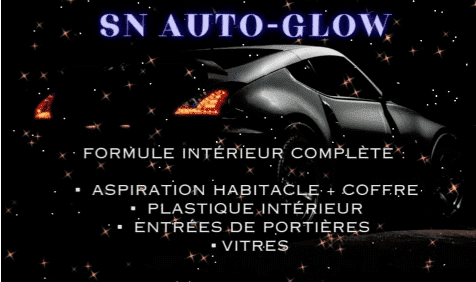 SN AUTO-GLOW
FORMULE INTÉRIEUR COMPLÈTE :
▪ ASPIRATION HABITACLE + COFFRE
▪ PLASTIQUE INTÉRIEUR
▪ ENTRÉES DE PORTIÈRES
▪ VITRES